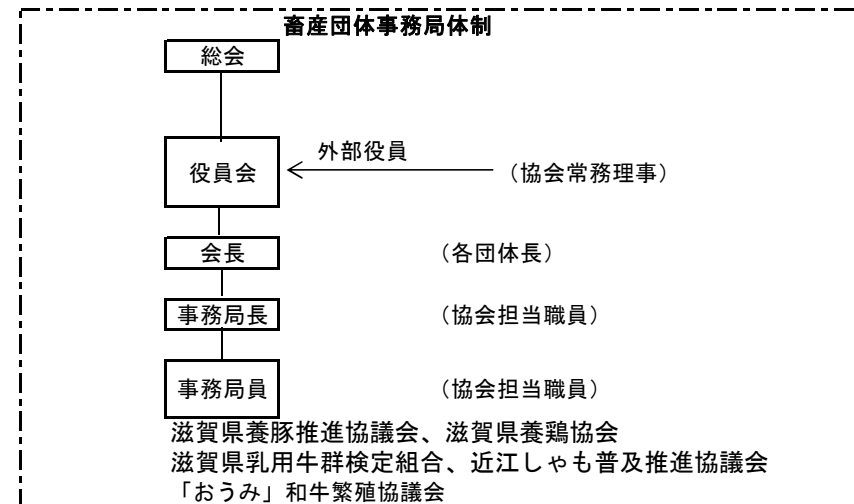 畜産団体事務局体制
総会
外部役員
役員会 （協会常務理事）
会長 （各団体長）
事務局長 （協会担当職員）
事務局員 （協会担当職員）
滋賀県養豚推進協議会、滋賀県養鶏協会
滋賀県乳用牛群検定組合、近江しゃも普及推進協議会
「おうみ」和牛繁殖協議会